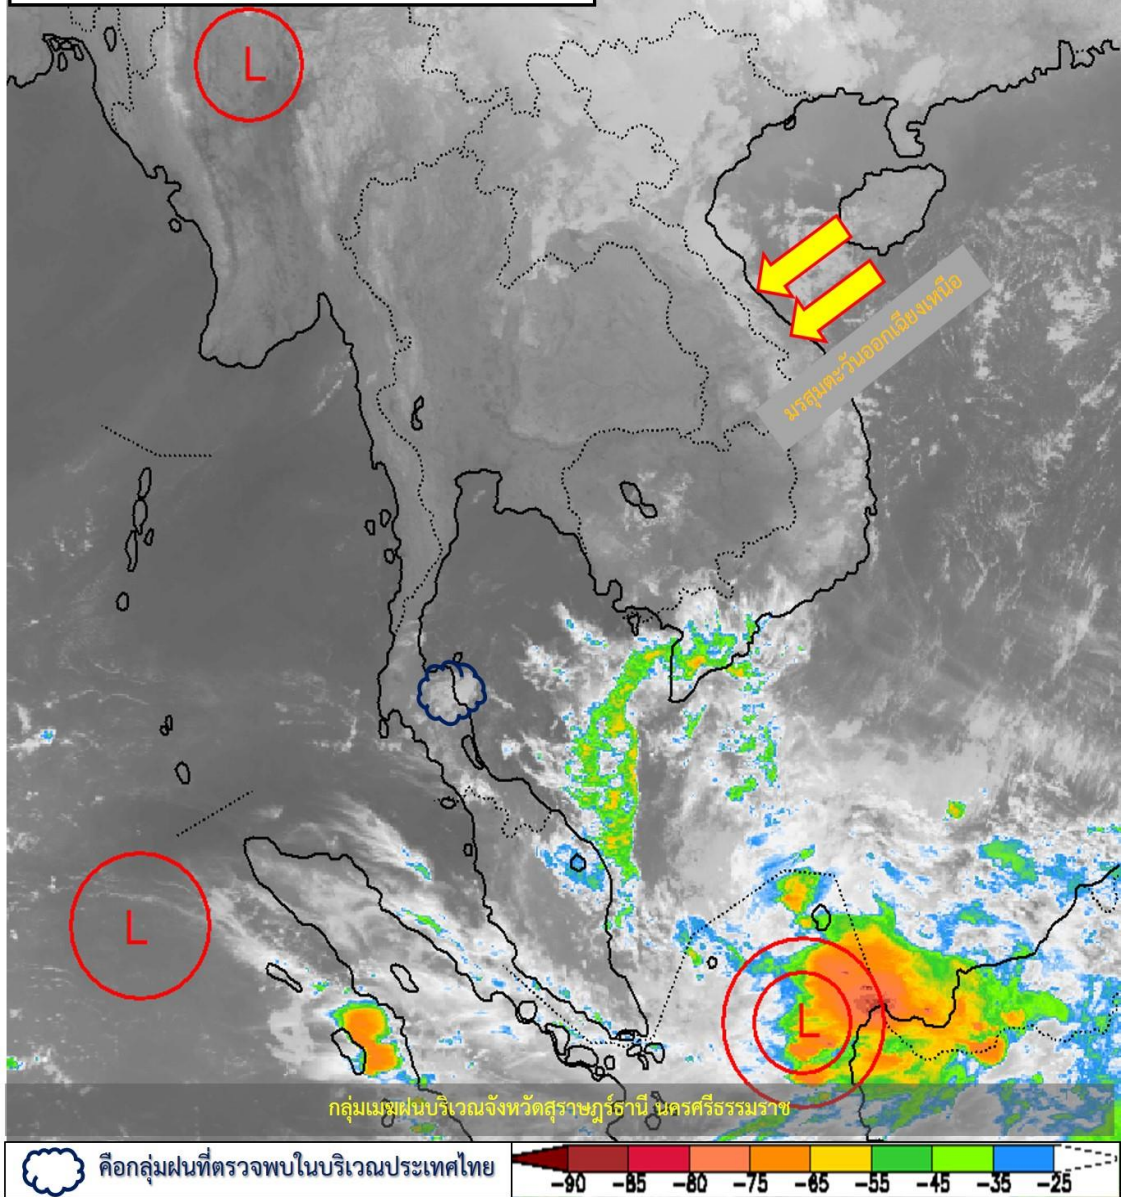 L
มรสุมตะวันออกเฉียงเหนือ
L
L
กลุ่มเมฆฝนบริเวณจังหวัดสุราษฎร์ธานี นครศรีธรรมราช
คือกลุ่มฝนที่ตรวจพบในบริเวณประเทศไทย
-90 -85 -80 -75 -65 -55 -45 -35 -25